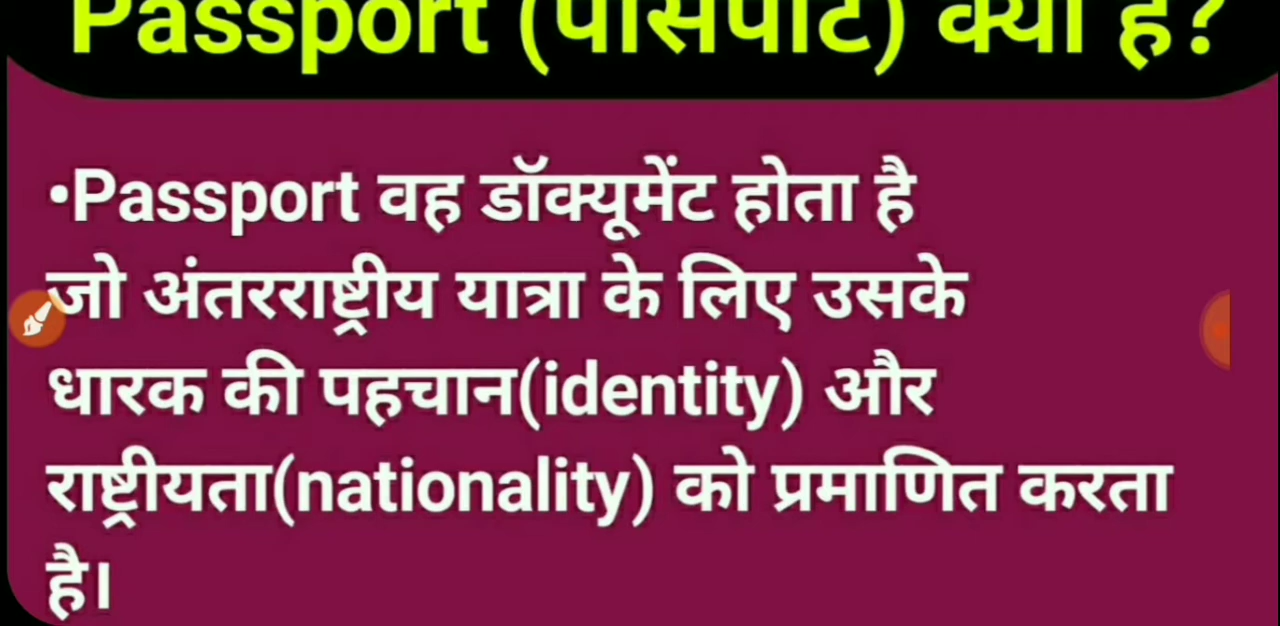 Passport (पासपोर्ट) क्या है?
•Passport वह डॉक्यूमेंट होता है
जो अंतरराष्ट्रीय यात्रा के लिए उसके
धारक की पहचान(identity) और
राष्ट्रीयता(nationality) को प्रमाणित करता
है।